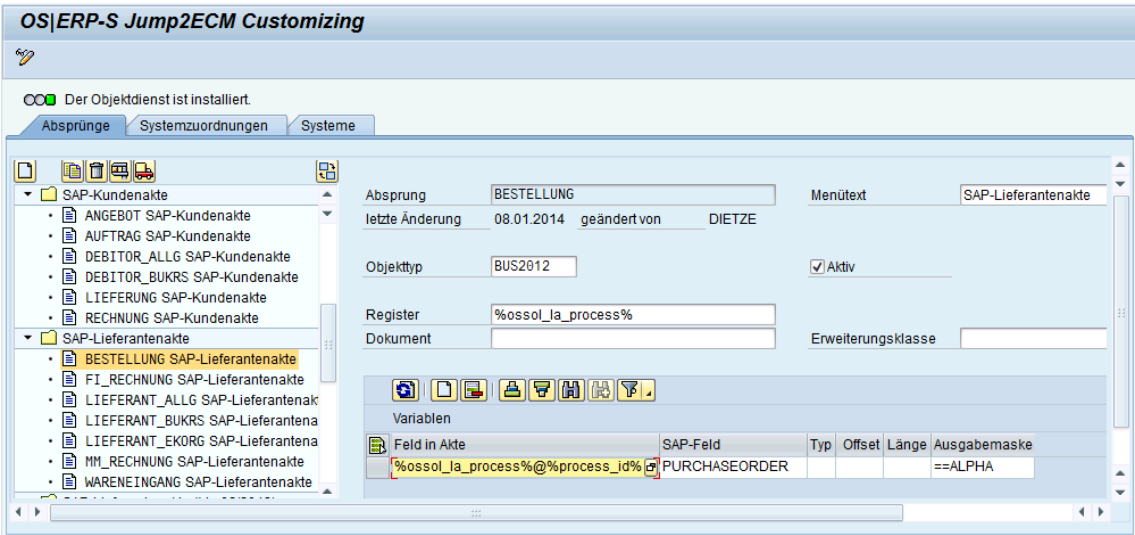 OS|ERP-S Jump2ECM Customizing
Der Objektdienst ist installiert.
Absprünge Systemzuordnungen Systeme
SAP-Kundenakte
ANGEBOT SAP-Kundenakte
AUFTRAG SAP-Kundenakte
DEBITOR_ALLG SAP-Kundenakte
DEBITOR_BUKRS SAP-Kundenakte
LIEFERUNG SAP-Kundenakte
RECHNUNG SAP-Kundenakte
SAP-Lieferantenakte
BESTELLUNG SAP-Lieferantenakte
FI_RECHNUNG SAP-Lieferantenakte
LIEFERANT_ALLG SAP-Lieferantenakt
LIEFERANT_BUKRS SAP-Lieferantena
LIEFERANT_EKORG SAP-Lieferantena
MM_RECHNUNG SAP-Lieferantenakte
WARENEINGANG SAP-Lieferantenakte
Absprung BESTELLUNG Menütext SAP-Lieferantenakte
letzte Änderung 08.01.2014 geändert von DIETZE
Objekttyp BUS2012 Aktiv
Register %ossol_la_process%
Dokument Erweiterungsklasse
Variablen
Feld in Akte SAP-Feld Typ Offset Länge Ausgabemaske
%ossol_la_process%@%process_id% PURCHASEORDER ==ALPHA